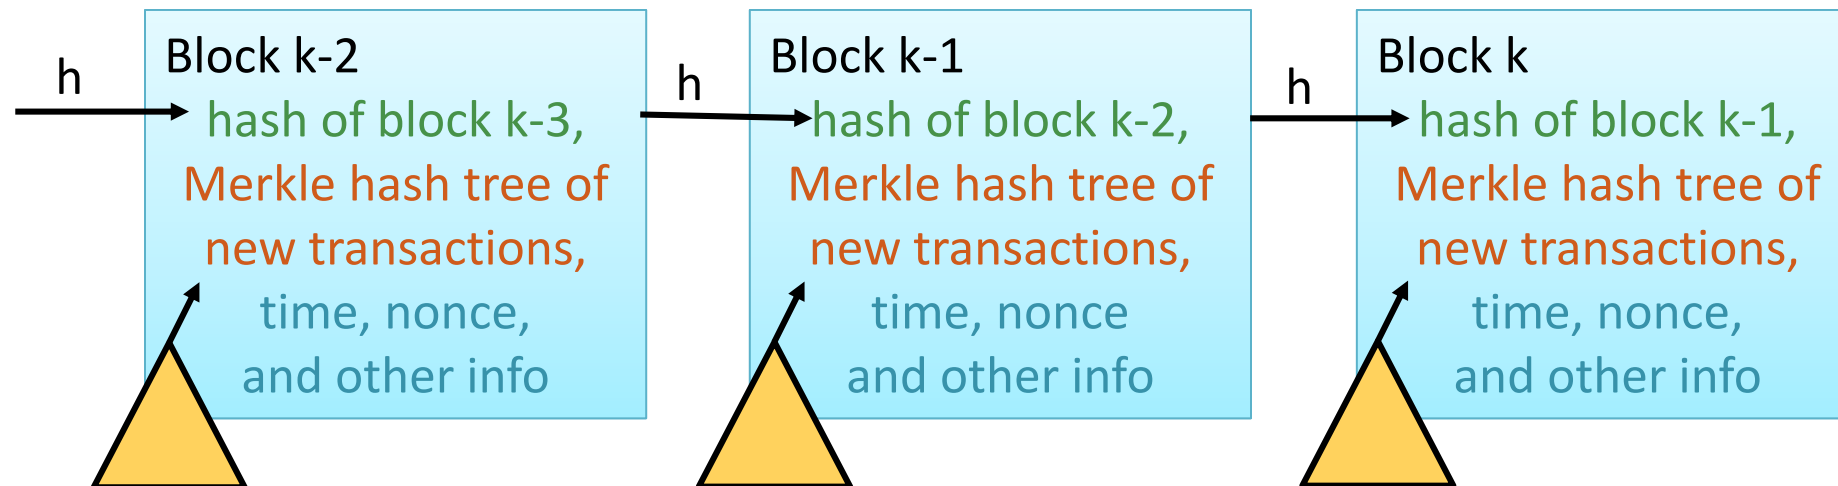 h
Block k-2
hash of block k-3,
Merkle hash tree of
new transactions,
time, nonce,
and other info
h
Block k-1
hash of block k-2,
Merkle hash tree of
new transactions,
time, nonce
and other info
h
Block k
hash of block k-1,
Merkle hash tree of
new transactions,
time, nonce,
and other info